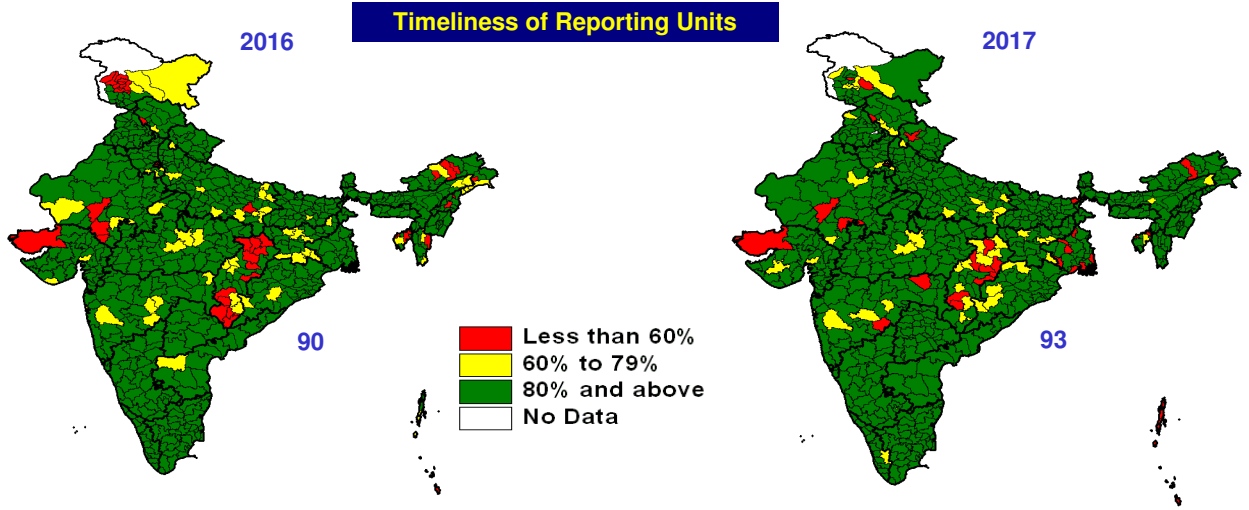 Timeliness of Reporting Units
2016
2017
90
93
Less than 60%
60% to 79%
80% and above
No Data